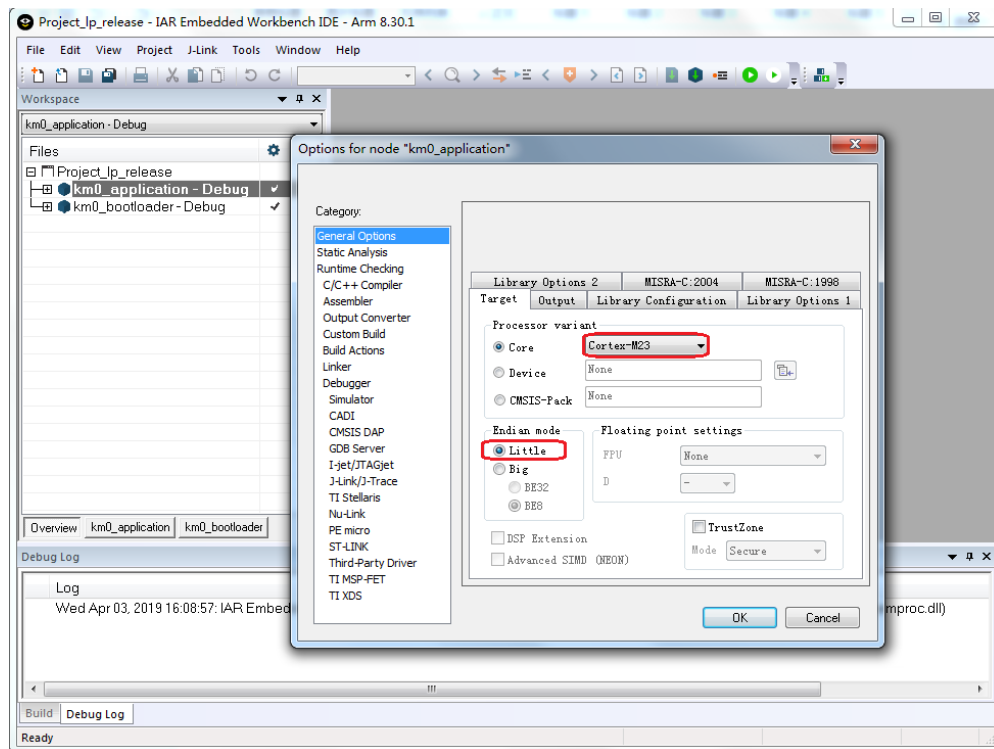 Project_lp_release - IAR Embedded Workbench IDE - Arm 8.30.1
File Edit View Project J-Link Tools Window Help
Workspace
km0_application - Debug
Files
Project_lp_release
km0_application - Debug
km0_bootloader - Debug
Overview km0_application km0_bootloader
Options for node "km0_application"
Category:
General Options
Static Analysis
Runtime Checking
C/C++ Compiler
Assembler
Output Converter
Custom Build
Build Actions
Linker
Debugger
Simulator
CADI
CMSIS DAP
GDB Server
I-jet/JTAGjet
J-Link/J-Trace
TI Stellaris
Nu-Link
PE micro
ST-LINK
Third-Party Driver
TI MSP-FET
TI XDS
Library Options 2 MISRA-C:2004 MISRA-C:1998
Target Output Library Configuration Library Options 1
Processor variant
Core Cortex-M23
Device None
CMSIS-Pack None
Endian mode
Little
Big
BE32
BE8
Floating point settings
FPU None
D -
DSP Extension
Advanced SIMD (NEON)
TrustZone
Mode Secure
OK Cancel
Debug Log
Log
Wed Apr 03, 2019 16:08:57: IAR Embed mproc.dll)
Build Debug Log
Ready